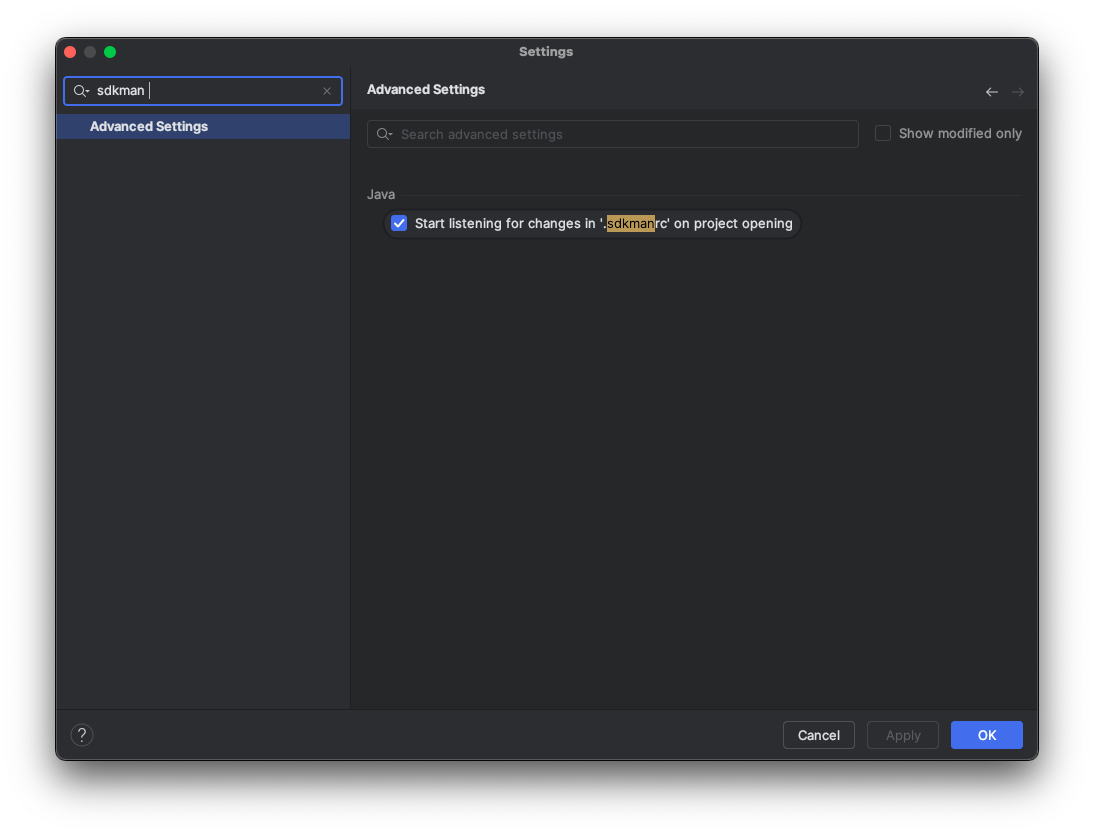 Settings
sdkman
Advanced Settings
Advanced Settings
Search advanced settings
Show modified only
Java
Start listening for changes in '.sdkmanrc' on project opening
?
Cancel
Apply
OK